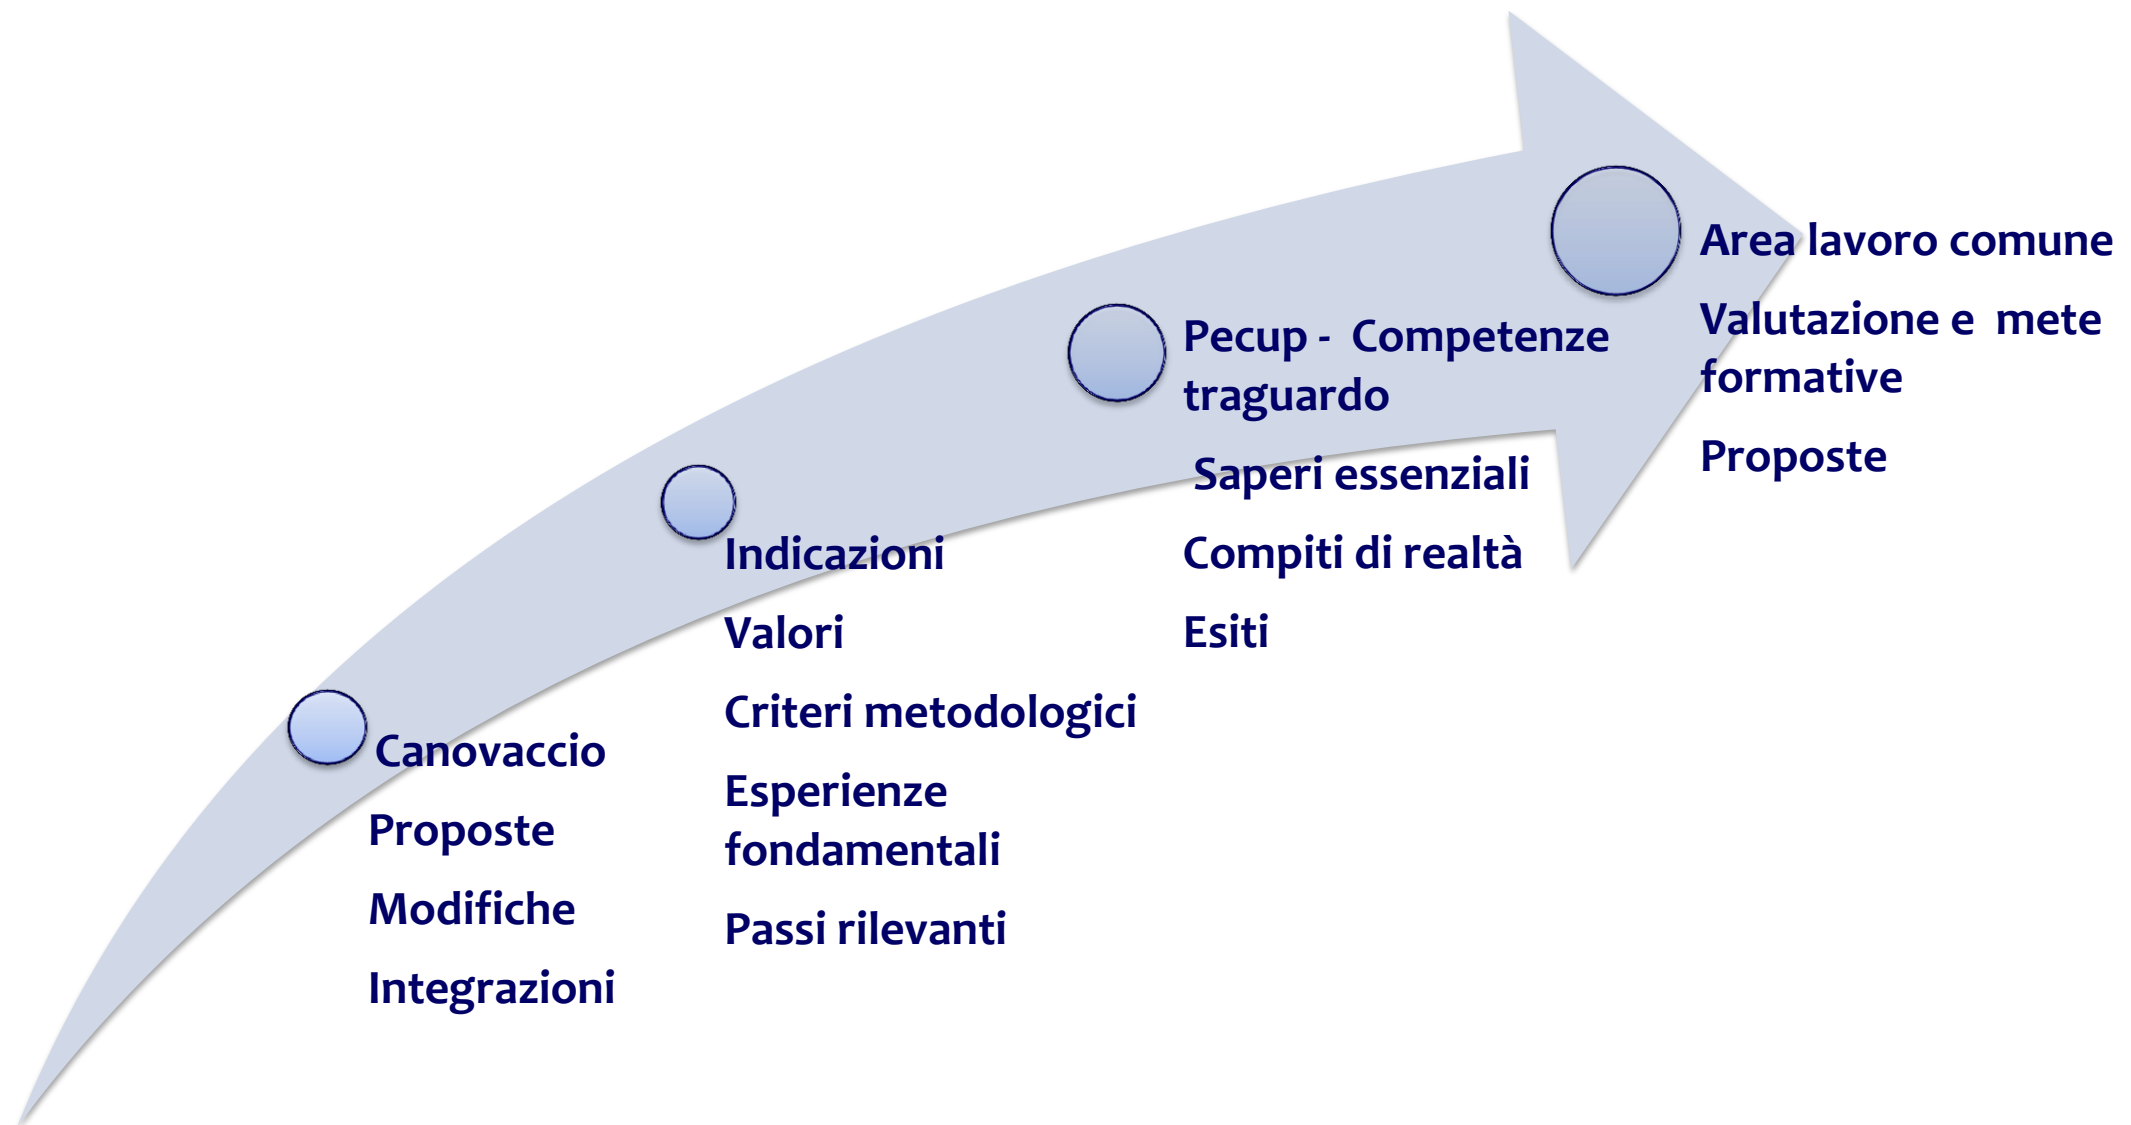 Canovaccio
Proposte
Modifiche
Integrazioni
Indicazioni
Valori
Criteri metodologici
Esperienze
fondamentali
Passi rilevanti
Pecup - Competenze
traguardo
Saperi essenziali
Compiti di realtà
Esiti
Area lavoro comune
Valutazione e mete
formative
Proposte